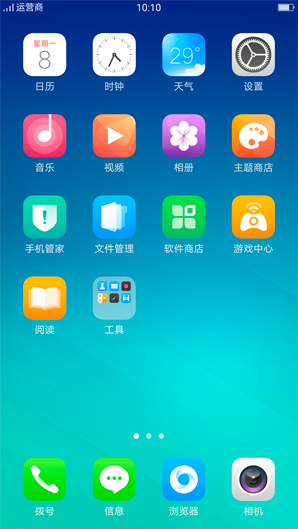 运营商 10:10
星期一
8
29°
日历 时钟 天气 设置
音乐 视频 相册 主题商店
手机管家 文件管理 软件商店 游戏中心
阅读 工具
拨号 信息 浏览器 相机